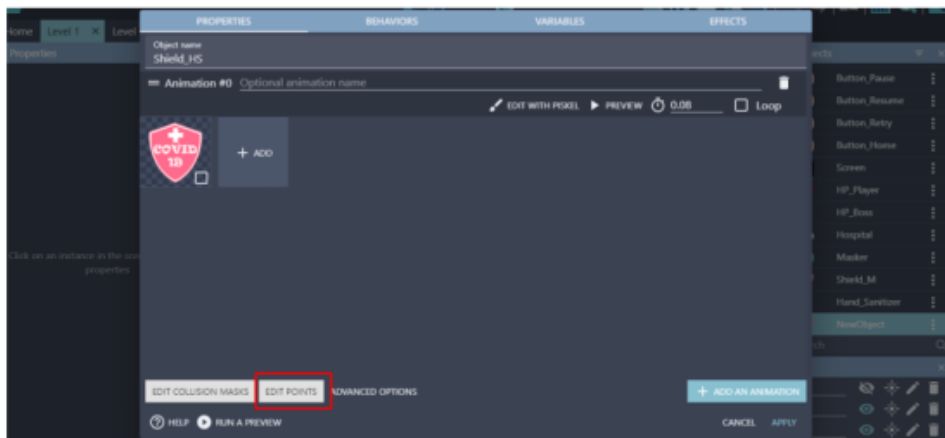 PROPERTIES BEHAVIORS VARIABLES EFFECTS
Home Level 1 × Level
Properties
Object name
Shield_HS
Animation #0 Optional animation name
EDIT WITH PISKEL PREVIEW 0.08 Loop
COVID
19
+ ADD
Button_Pause
Button_Resume
Button_Retry
Button_Home
Screen
HP_Player
HP_Boss
Hospital
Masker
Shield_M
Hand_Sanitizer
NewObject
Click on an instance in the
properties
EDIT COLLISION MASKS EDIT POINTS ADVANCED OPTIONS + ADD AN ANIMATION
HELP RUN A PREVIEW CANCEL APPLY